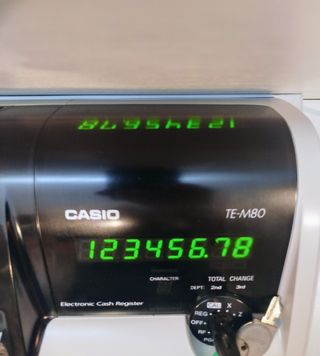 CASIO TE-M80
123456.78
CHARACTER TOTAL CHANGE
DEPT: 2nd 3rd
Electronic Cash Register
CAL X
REG Z
OFF
RF
PGM